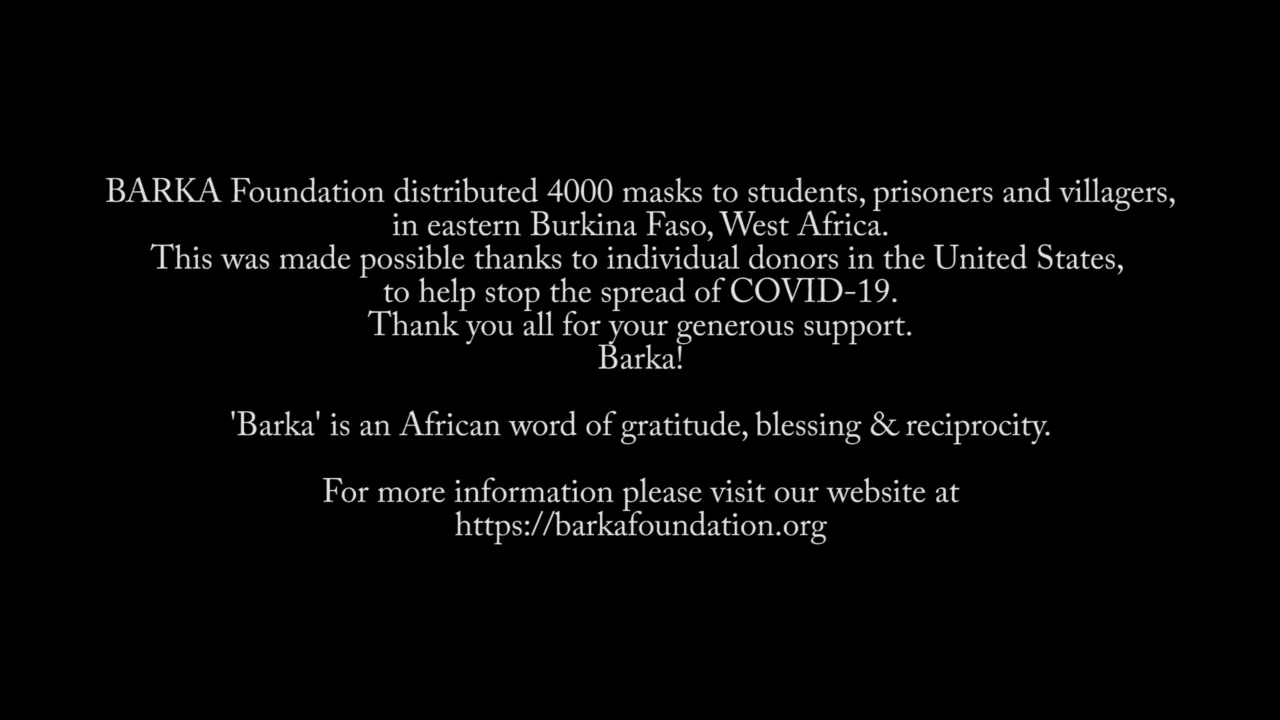 BARKA Foundation distributed 4000 masks to students, prisoners and villagers,
in eastern Burkina Faso, West Africa.
This was made possible thanks to individual donors in the United States,
to help stop the spread of COVID-19.
Thank you all for your generous support.
Barka!
'Barka' is an African word of gratitude, blessing & reciprocity.
For more information please visit our website at
https://barkafoundation.org